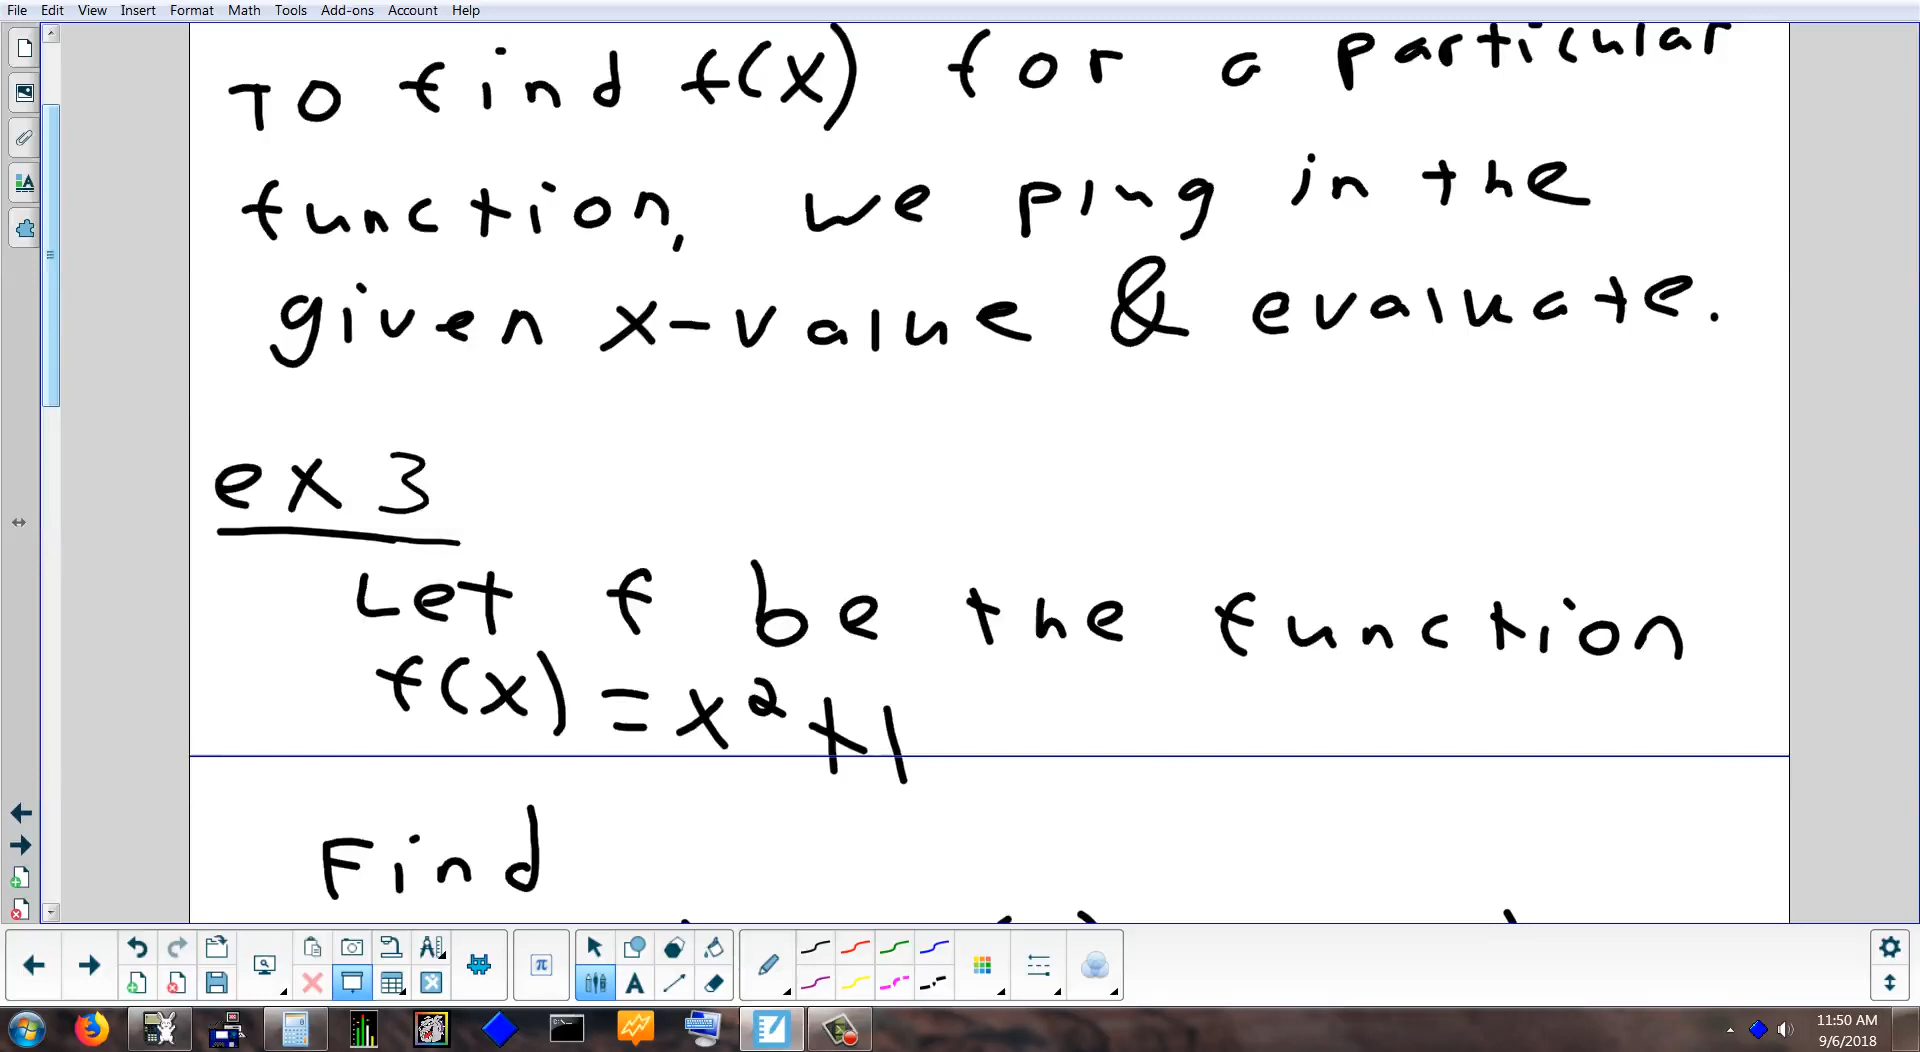 File Edit View Insert Format Math Tools Add-ons Account Help
To find f(x) for a particular
function, we plug in the
given x-value & evaluate.
ex 3
Let f be the function
f(x) = x² + 1
Find
11:50 AM
9/6/2018